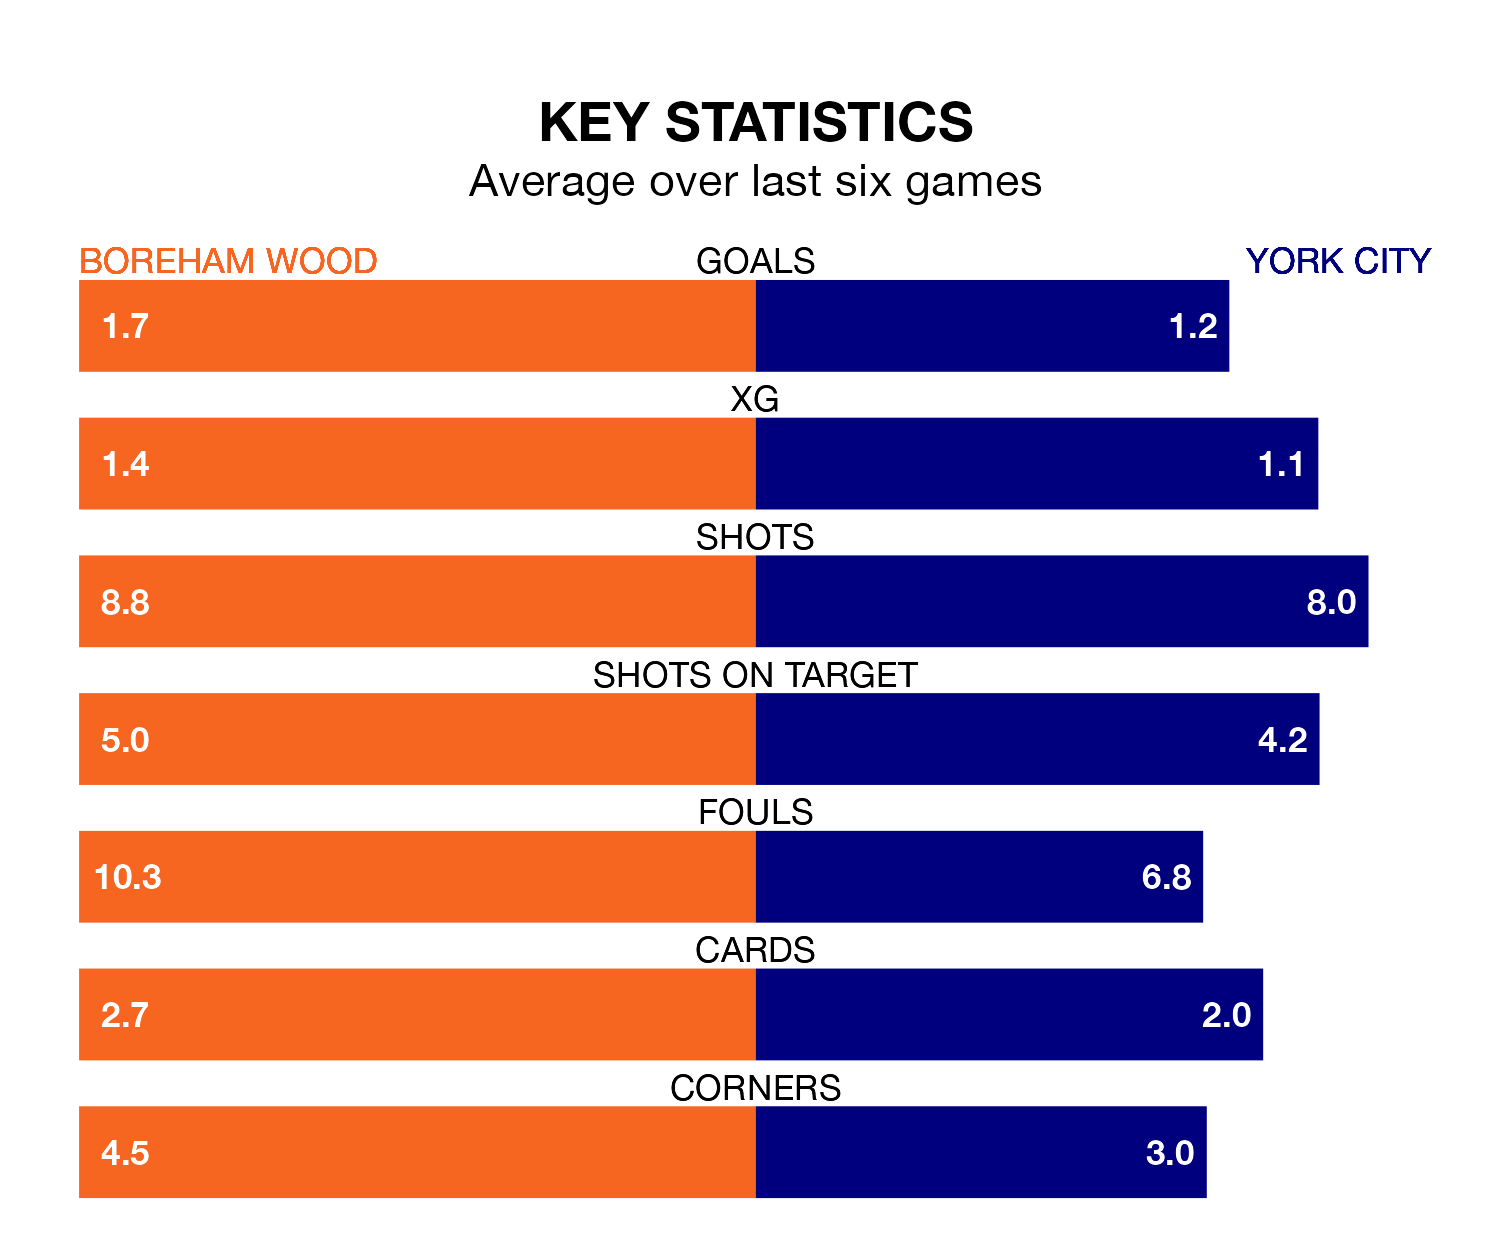 KEY STATISTICS
Average over last six games
BOREHAM WOOD GOALS YORK CITY
1.7 1.2
XG
1.4 1.1
SHOTS
8.8 8.0
SHOTS ON TARGET
5.0 4.2
FOULS
10.3 6.8
CARDS
2.7 2.0
CORNERS
4.5 3.0